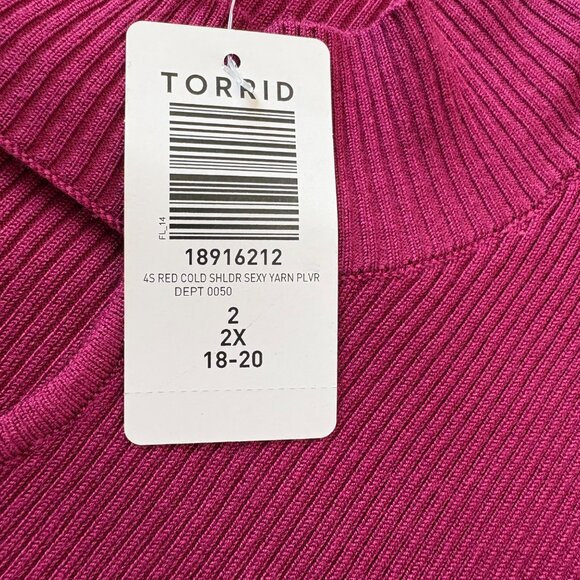 TORRID
FL_14
18916212
4S RED COLD SHLDR SEXY YARN PLVR
DEPT 0050
2
2X
18-20